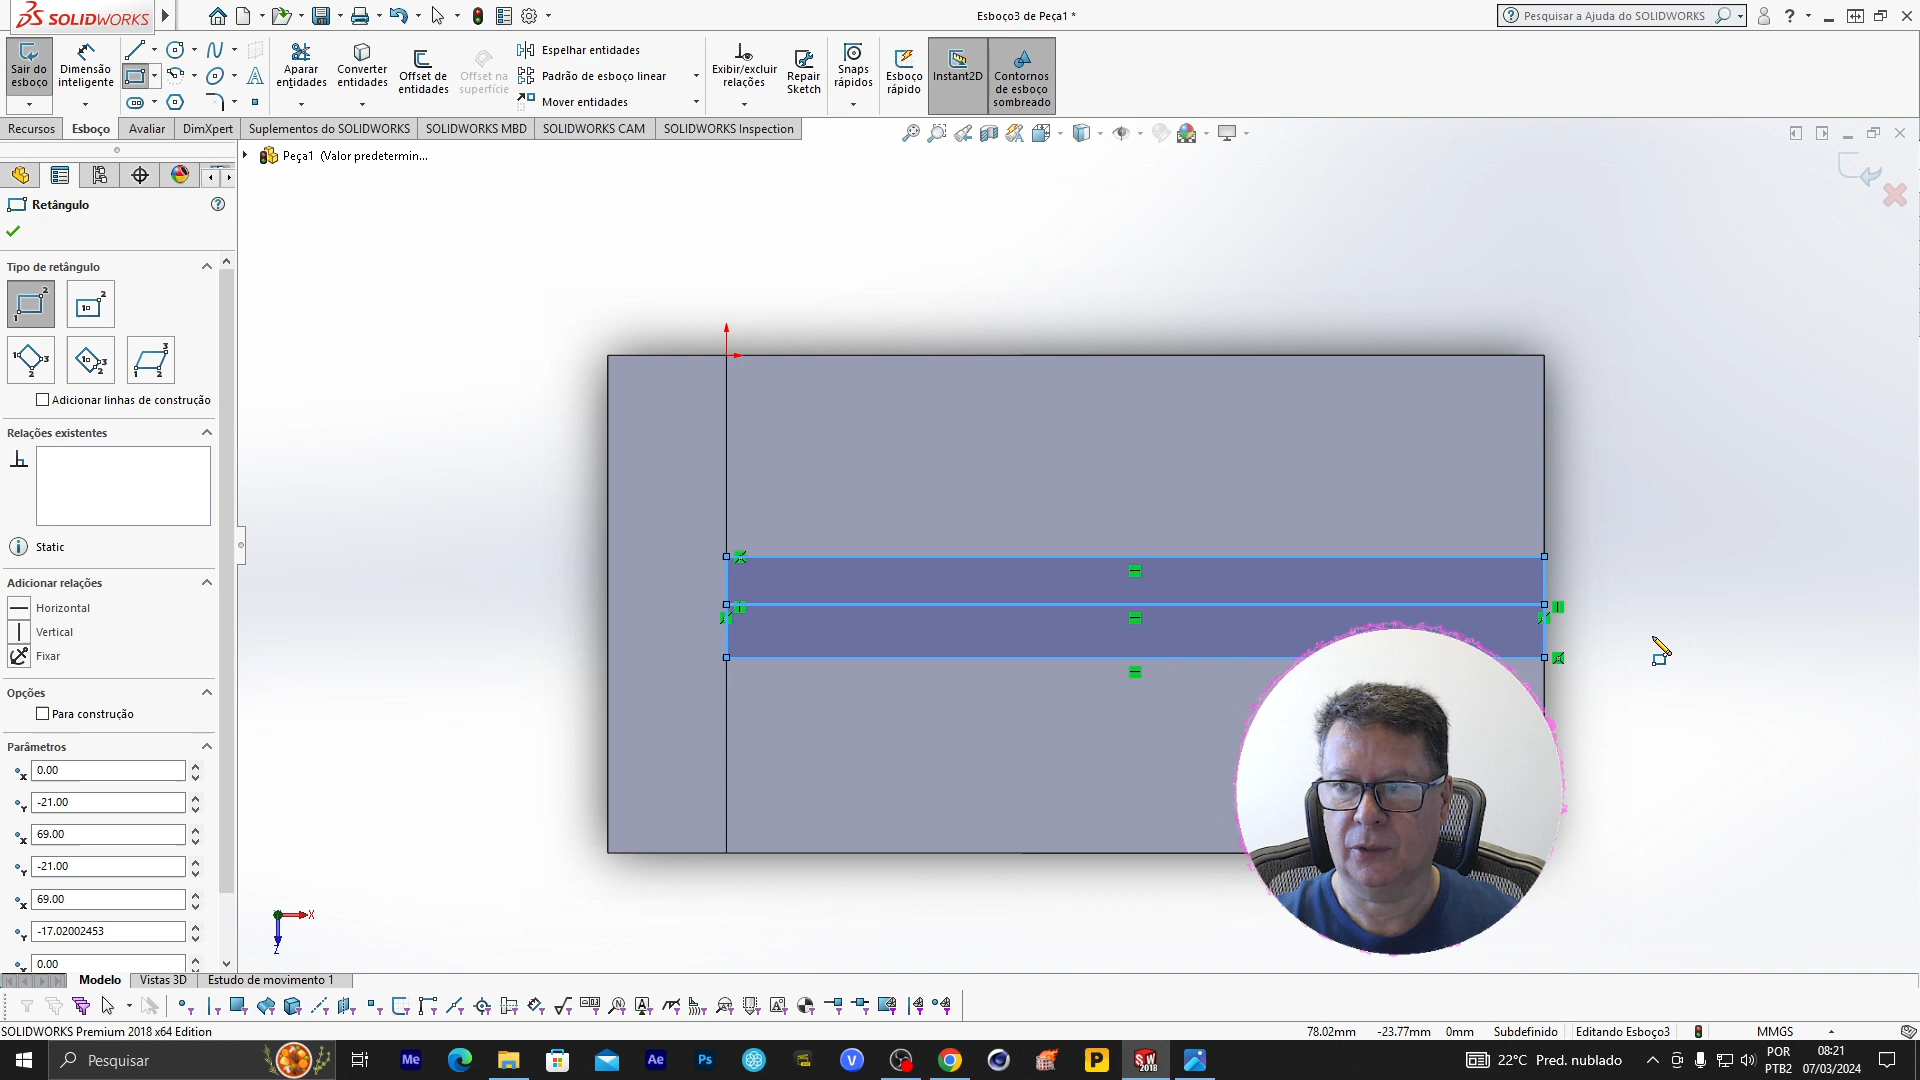 SOLIDWORKS
Esboço3 de Peça1 *
Pesquisar a Ajuda do SOLIDWORKS
Sair do esboço
Dimensão inteligente
Aparar entidades
Converter entidades
Offset de entidades
Offset na superfície
Espelhar entidades
Padrão de esboço linear
Mover entidades
Exibir/excluir relações
Repair Sketch
Snaps rápidos
Esboço rápido
Instant2D
Contornos de esboço sombreado
Recursos
Esboço
Avaliar
DimXpert
Suplementos do SOLIDWORKS
SOLIDWORKS MBD
SOLIDWORKS CAM
SOLIDWORKS Inspection
Peça1 (Valor predetermin...
Retângulo
Tipo de retângulo
Adicionar linhas de construção
Relações existentes
Static
Adicionar relações
Horizontal
Vertical
Fixar
Opções
Para construção
Parâmetros
0.00
-21.00
69.00
-21.00
69.00
-17.02002453
0.00
X
Z
Modelo
Vistas 3D
Estudo de movimento 1
SOLIDWORKS Premium 2018 x64 Edition
78.02mm
-23.77mm
0mm
Subdefinido
Editando Esboço3
MMGS
Pesquisar
Me
Ae
Ps
V
P
SW
2018
22°C Pred. nublado
POR
PTB2
08:21
07/03/2024